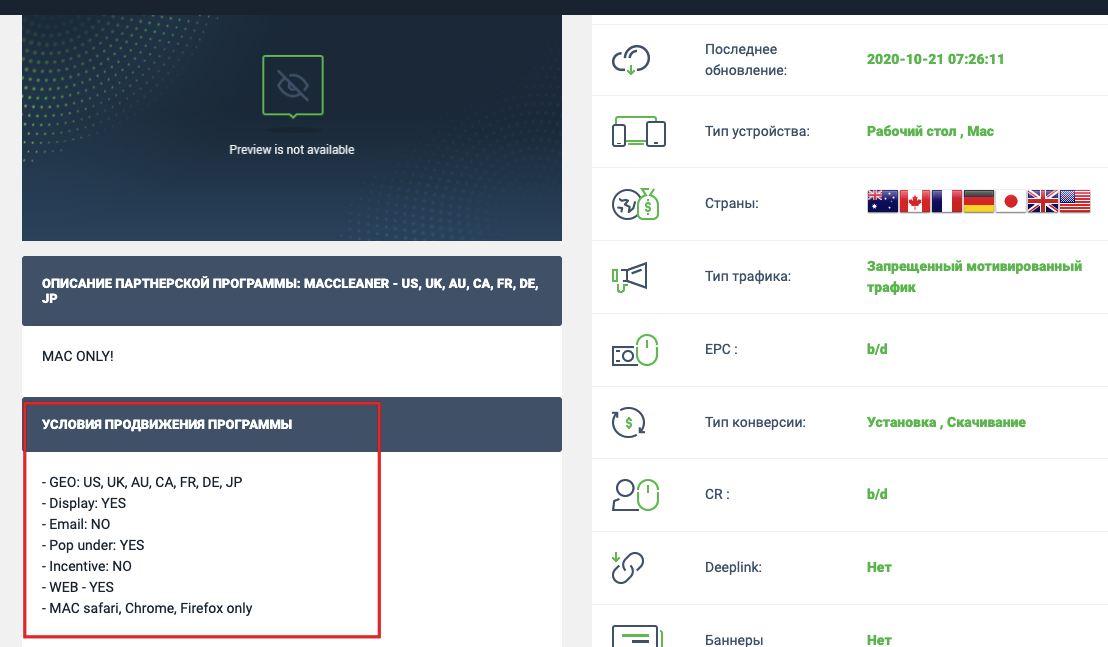 Preview is not available
ОПИСАНИЕ ПАРТНЕРСКОЙ ПРОГРАММЫ: MACCLEANER - US, UK, AU, CA, FR, DE,
JP
MAC ONLY!
УСЛОВИЯ ПРОДВИЖЕНИЯ ПРОГРАММЫ
- GEO: US, UK, AU, CA, FR, DE, JP
- Display: YES
- Email: NO
- Pop under: YES
- Incentive: NO
- WEB - YES
- MAC safari, Chrome, Firefox only
Последнее
обновление:
2020-10-21 07:26:11
Тип устройства:
Рабочий стол , Mac
Страны:
Тип трафика:
Запрещенный мотивированный
трафик
EPC :
b/d
Тип конверсии:
Установка , Скачивание
CR :
b/d
Deeplink:
Нет
Баннеры
Нет